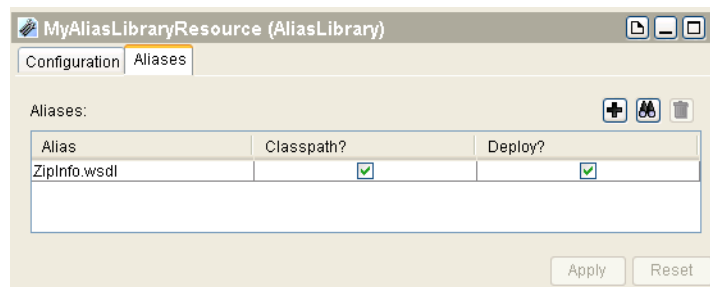 MyAliasLibraryResource (AliasLibrary)
Configuration Aliases
Aliases:
Alias Classpath? Deploy?
ZipInfo.wsdl
Apply Reset